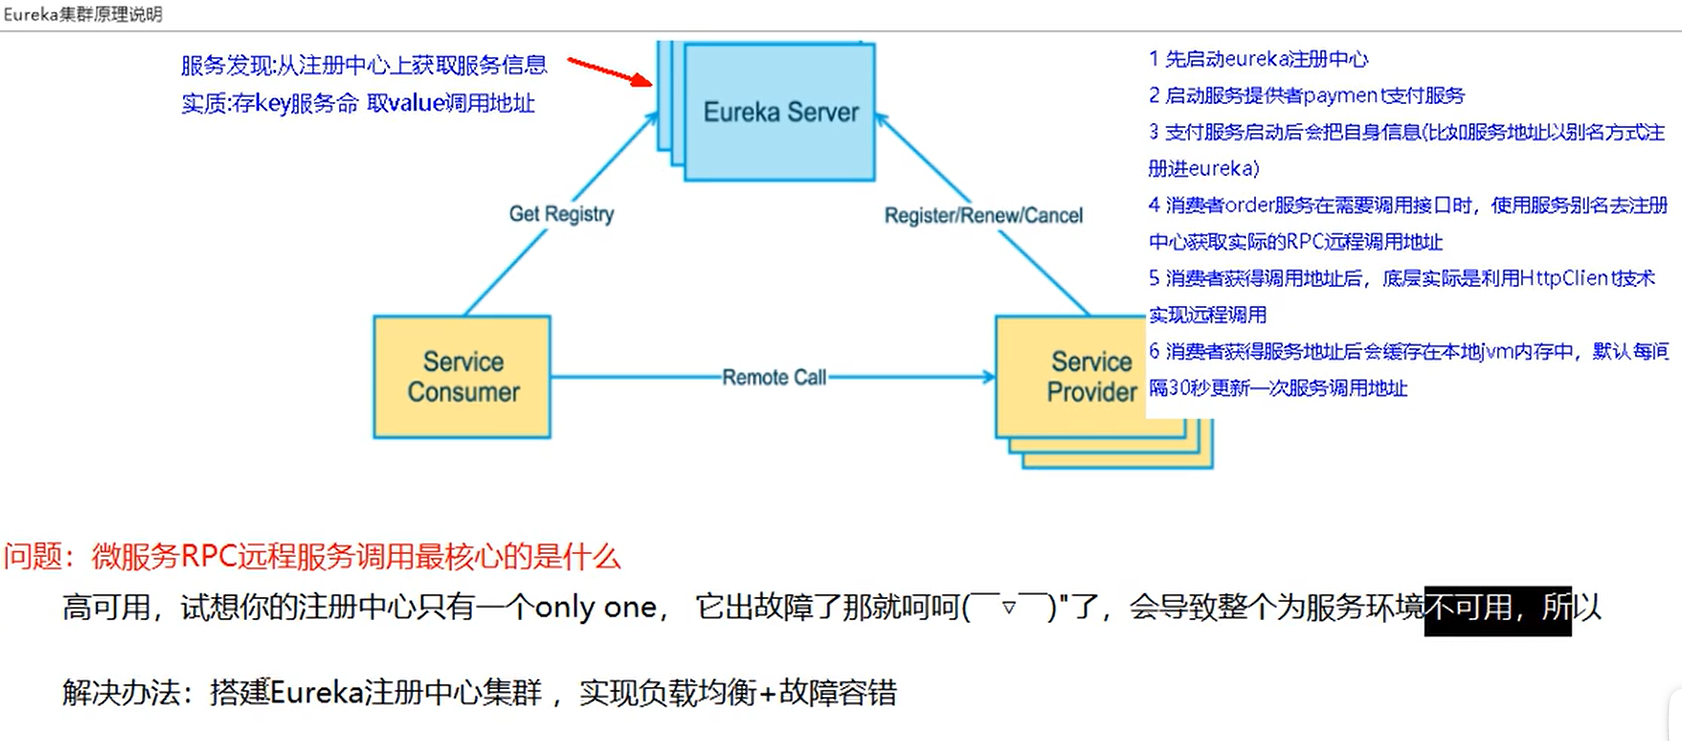 Eureka集群原理说明
服务发现:从注册中心上获取服务信息
实质:存key服务命 取value调用地址
Eureka Server
Get Registry
Register/Renew/Cancel
Service
Consumer
Remote Call
Service
Provider
1 先启动eureka注册中心
2 启动服务提供者payment支付服务
3 支付服务启动后会把自身信息(比如服务地址以别名方式注
册进eureka)
4 消费者order服务在需要调用接口时，使用服务别名去注册
中心获取实际的RPC远程调用地址
5 消费者获得调用地址后，底层实际是利用HttpClient技术
实现远程调用
6 消费者获得服务地址后会缓存在本地jvm内存中，默认每间
隔30秒更新一次服务调用地址
问题：微服务RPC远程服务调用最核心的是什么
高可用，试想你的注册中心只有一个only one， 它出故障了那就呵呵(￣▽￣)"了，会导致整个为服务环境不可用，所以
解决办法：搭建Eureka注册中心集群 ，实现负载均衡+故障容错